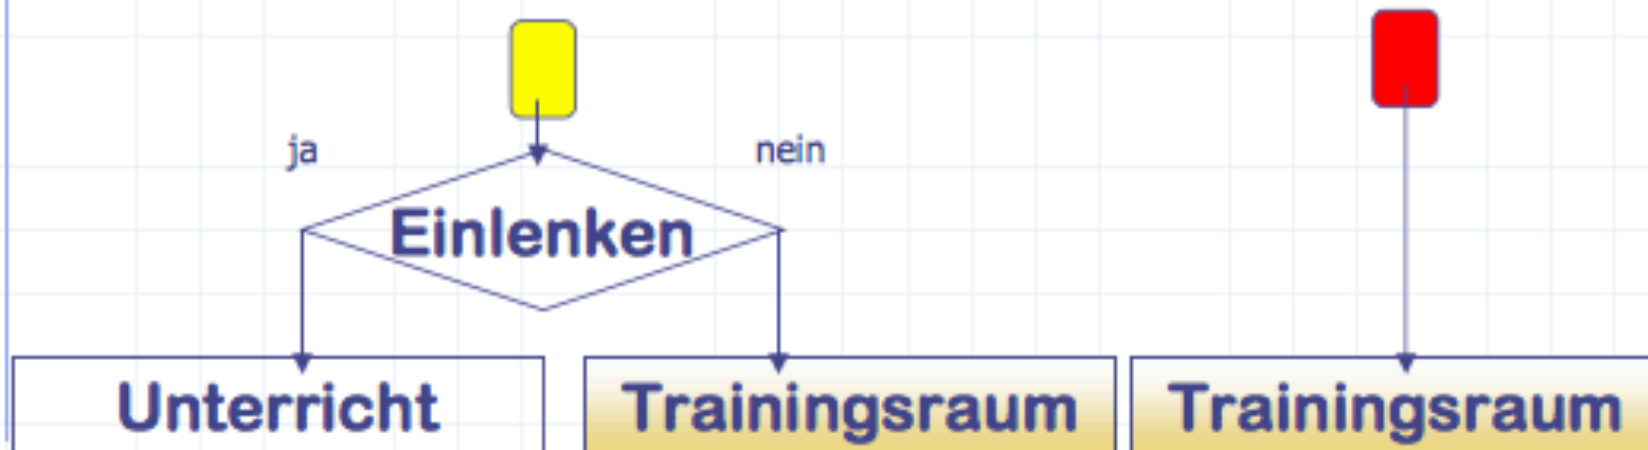 ja
nein
Einlenken
Unterricht
Trainingsraum
Trainingsraum